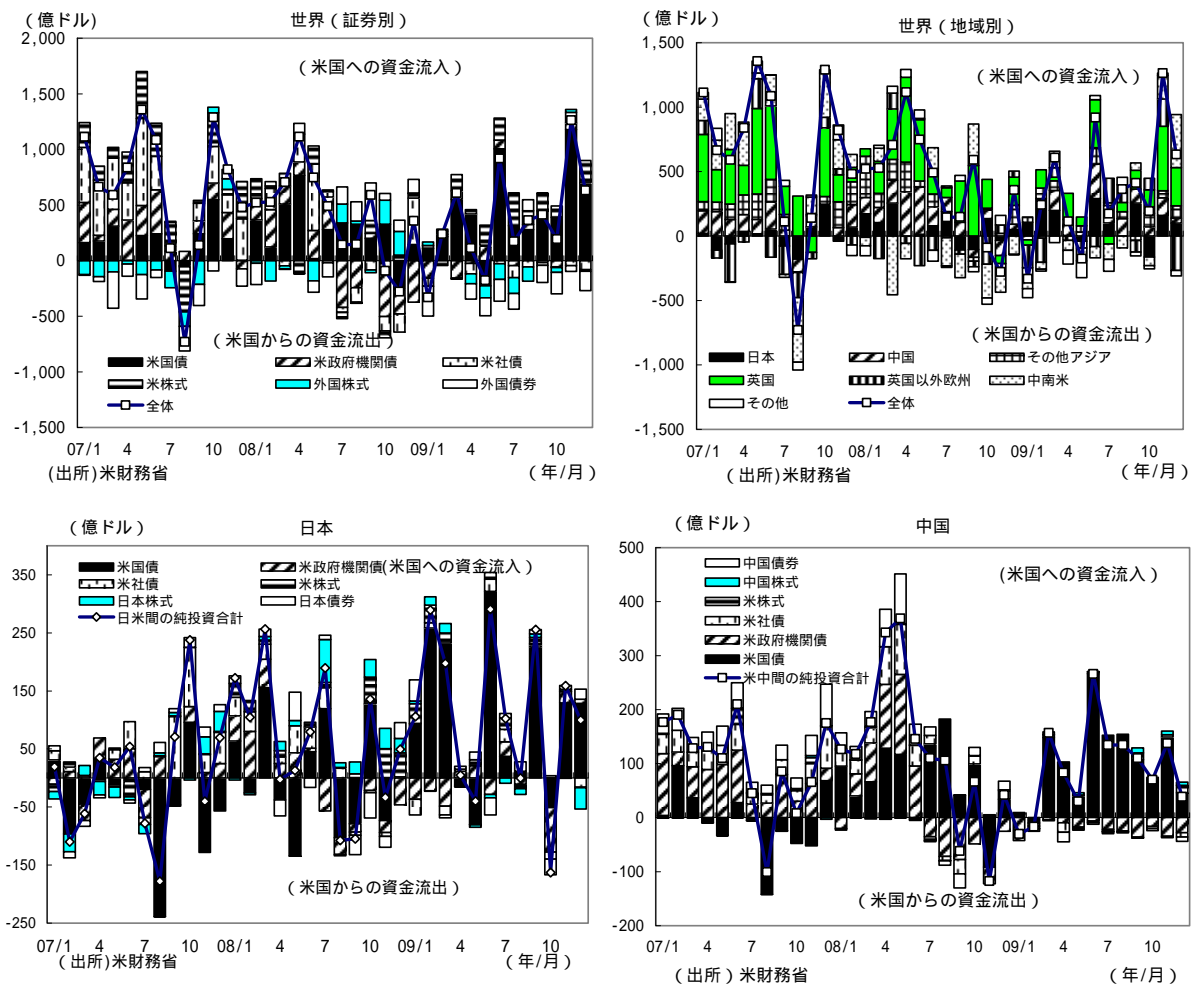 （億ドル）
世界（証券別）
2,000
1,500
1,000
500
0
-500
-1,000
-1,500
（米国への資金流入）
（米国からの資金流出）
米国債
米政府機関債
米社債
米株式
外国株式
外国債券
全体
07/1 4 7 10 08/1 4 7 10 09/1 4 7 10
(出所)米財務省
（年/月）
（億ドル）
世界（地域別）
1,500
1,000
500
0
-500
-1,000
-1,500
（米国への資金流入）
（米国からの資金流出）
日本
中国
その他アジア
英国
英国以外欧州
中南米
その他
全体
07/1 4 7 10 08/1 4 7 10 09/1 4 7 10
（出所)米財務省
（年/月）
（億ドル）
日本
350
250
150
50
-50
-150
-250
米国債
米政府機関債(米国への資金流入）
米社債
米株式
日本株式
日本債券
日米間の純投資合計
（米国からの資金流出）
07/1 4 7 10 08/1 4 7 10 09/1 4 7 10
（出所)米財務省
（年/月）
（億ドル）
中国
500
400
300
200
100
0
-100
-200
中国債券
中国株式
米株式
米社債
米政府機関債
米国債
米中間の純投資合計
(米国への資金流入）
（米国からの資金流出）
07/1 4 7 10 08/1 4 7 10 09/1 4 7 10
（出所）米財務省
（年/月）